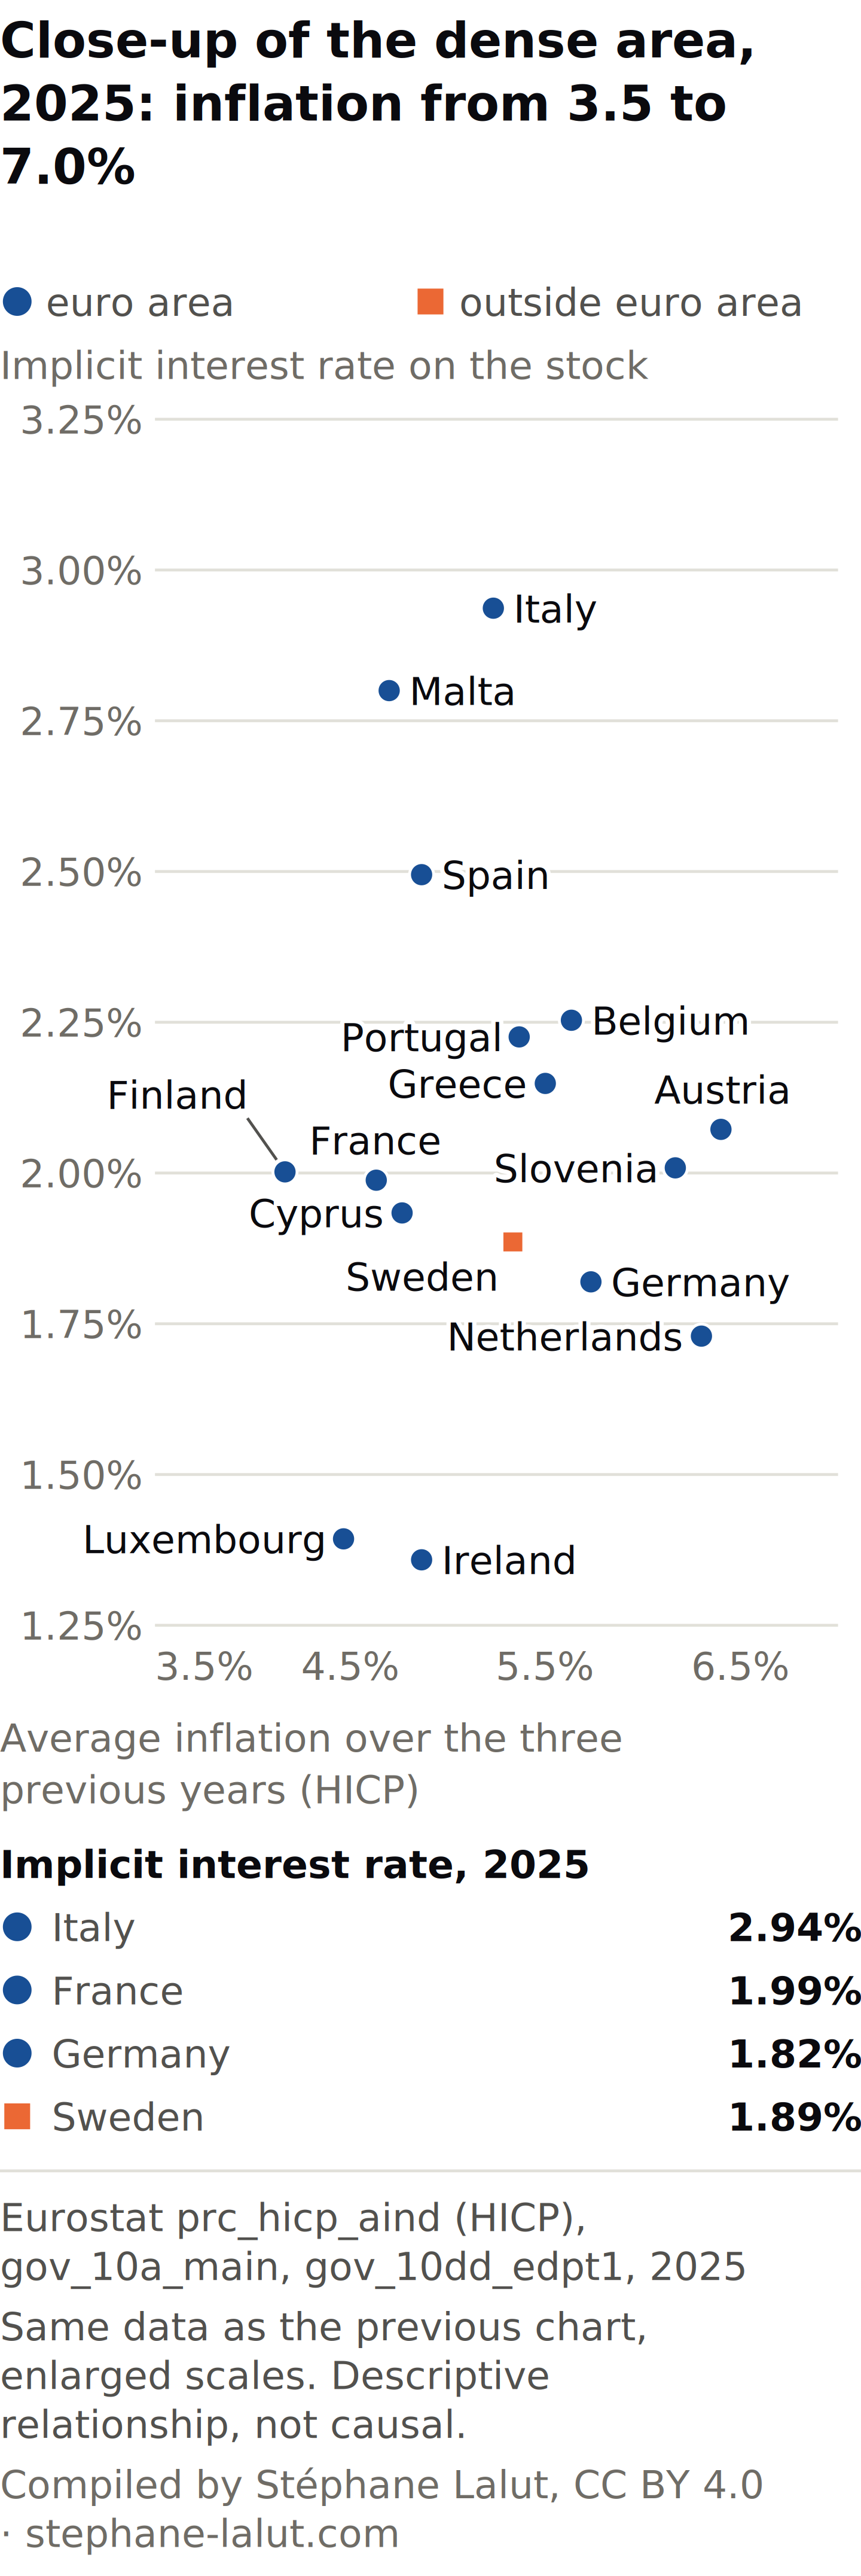 Close-up of the dense area,
2025: inflation from 3.5 to
7.0%
euro area
outside euro area
Implicit interest rate on the stock
3.25%
3.00%
Italy
Malta
2.75%
2.50%
Spain
2.25%
Belgium
Portugal
Greece
Austria
Finland
France
Slovenia
2.00%
Cyprus
Sweden
Germany
1.75%
Netherlands
1.50%
Luxembourg
Ireland
1.25%
3.5%
4.5%
5.5%
6.5%
Average inflation over the three
previous years (HICP)
Implicit interest rate, 2025
Italy 2.94%
France 1.99%
Germany 1.82%
Sweden 1.89%
Eurostat prc_hicp_aind (HICP),
gov_10a_main, gov_10dd_edpt1, 2025
Same data as the previous chart,
enlarged scales. Descriptive
relationship, not causal.
Compiled by Stéphane Lalut, CC BY 4.0
· stephane-lalut.com